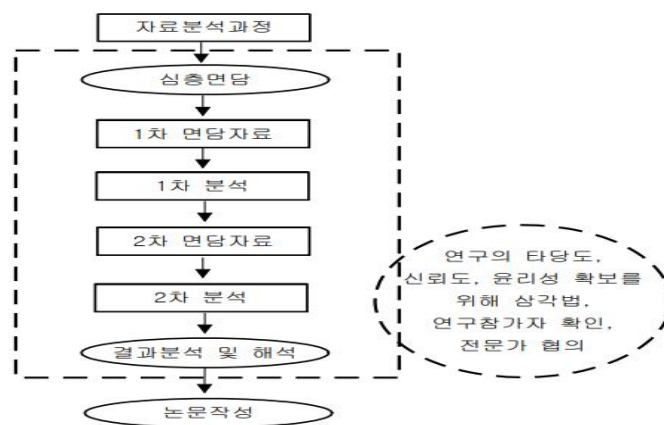 자료분석과정
심층면담
1차 면담자료
1차 분석
2차 면담자료
2차 분석
결과분석 및 해석
논문작성
연구의 타당도,
신뢰도, 윤리성 확보를
위해 삼각법,
연구참가자 확인,
전문가 협의